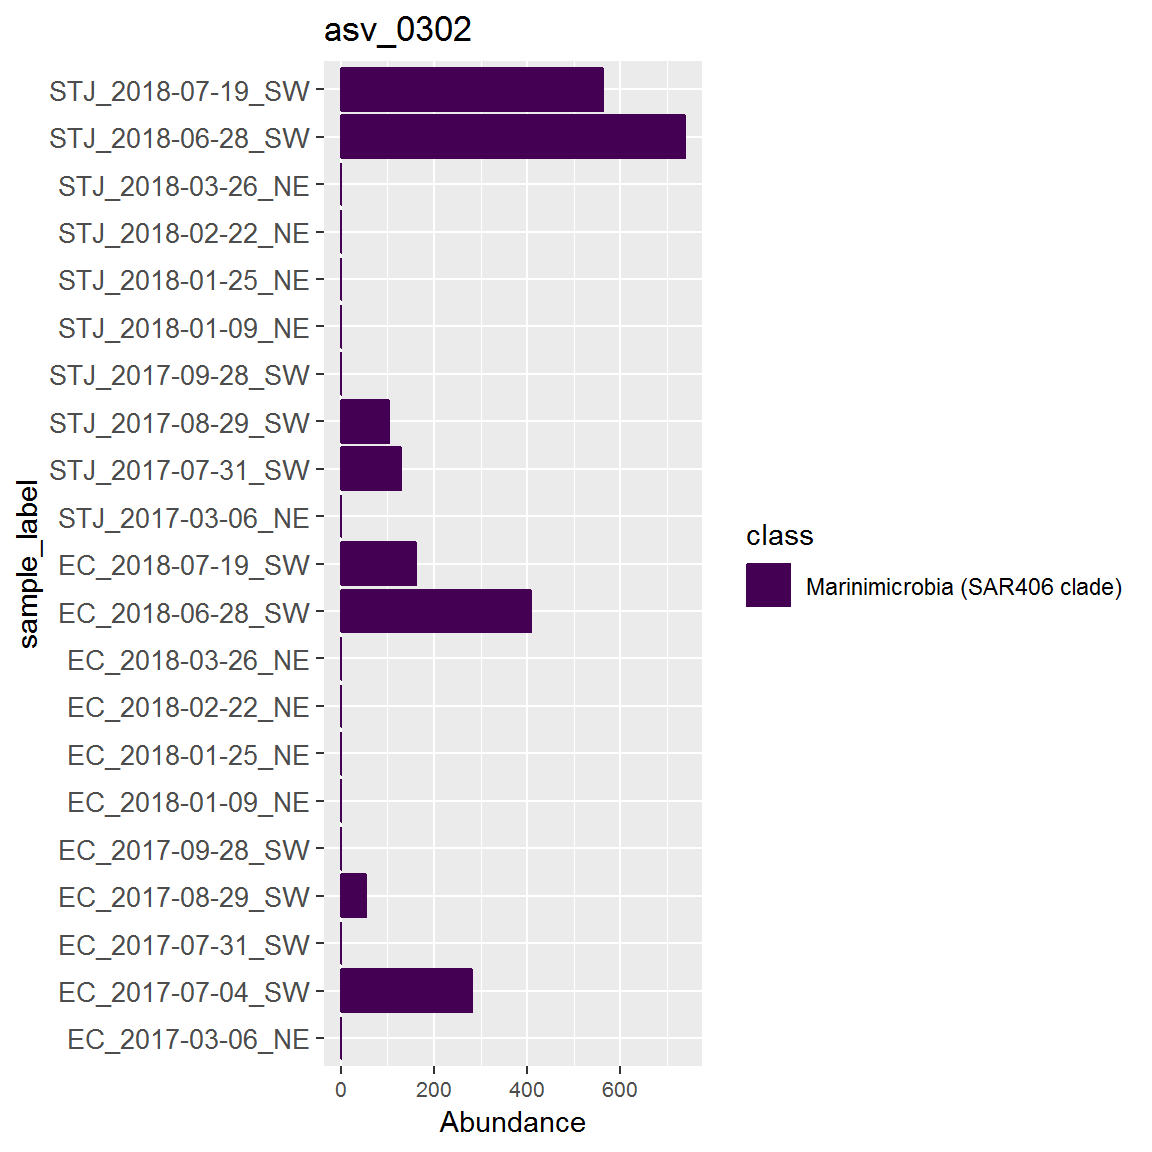 asv_0302
STJ_2018-07-19_SW
STJ_2018-06-28_SW
STJ_2018-03-26_NE
STJ_2018-02-22_NE
STJ_2018-01-25_NE
STJ_2018-01-09_NE
STJ_2017-09-28_SW
STJ_2017-08-29_SW
STJ_2017-07-31_SW
STJ_2017-03-06_NE
EC_2018-07-19_SW
EC_2018-06-28_SW
EC_2018-03-26_NE
EC_2018-02-22_NE
EC_2018-01-25_NE
EC_2018-01-09_NE
EC_2017-09-28_SW
EC_2017-08-29_SW
EC_2017-07-31_SW
EC_2017-07-04_SW
EC_2017-03-06_NE
sample_label
0 200 400 600
Abundance
class
Marinimicrobia (SAR406 clade)